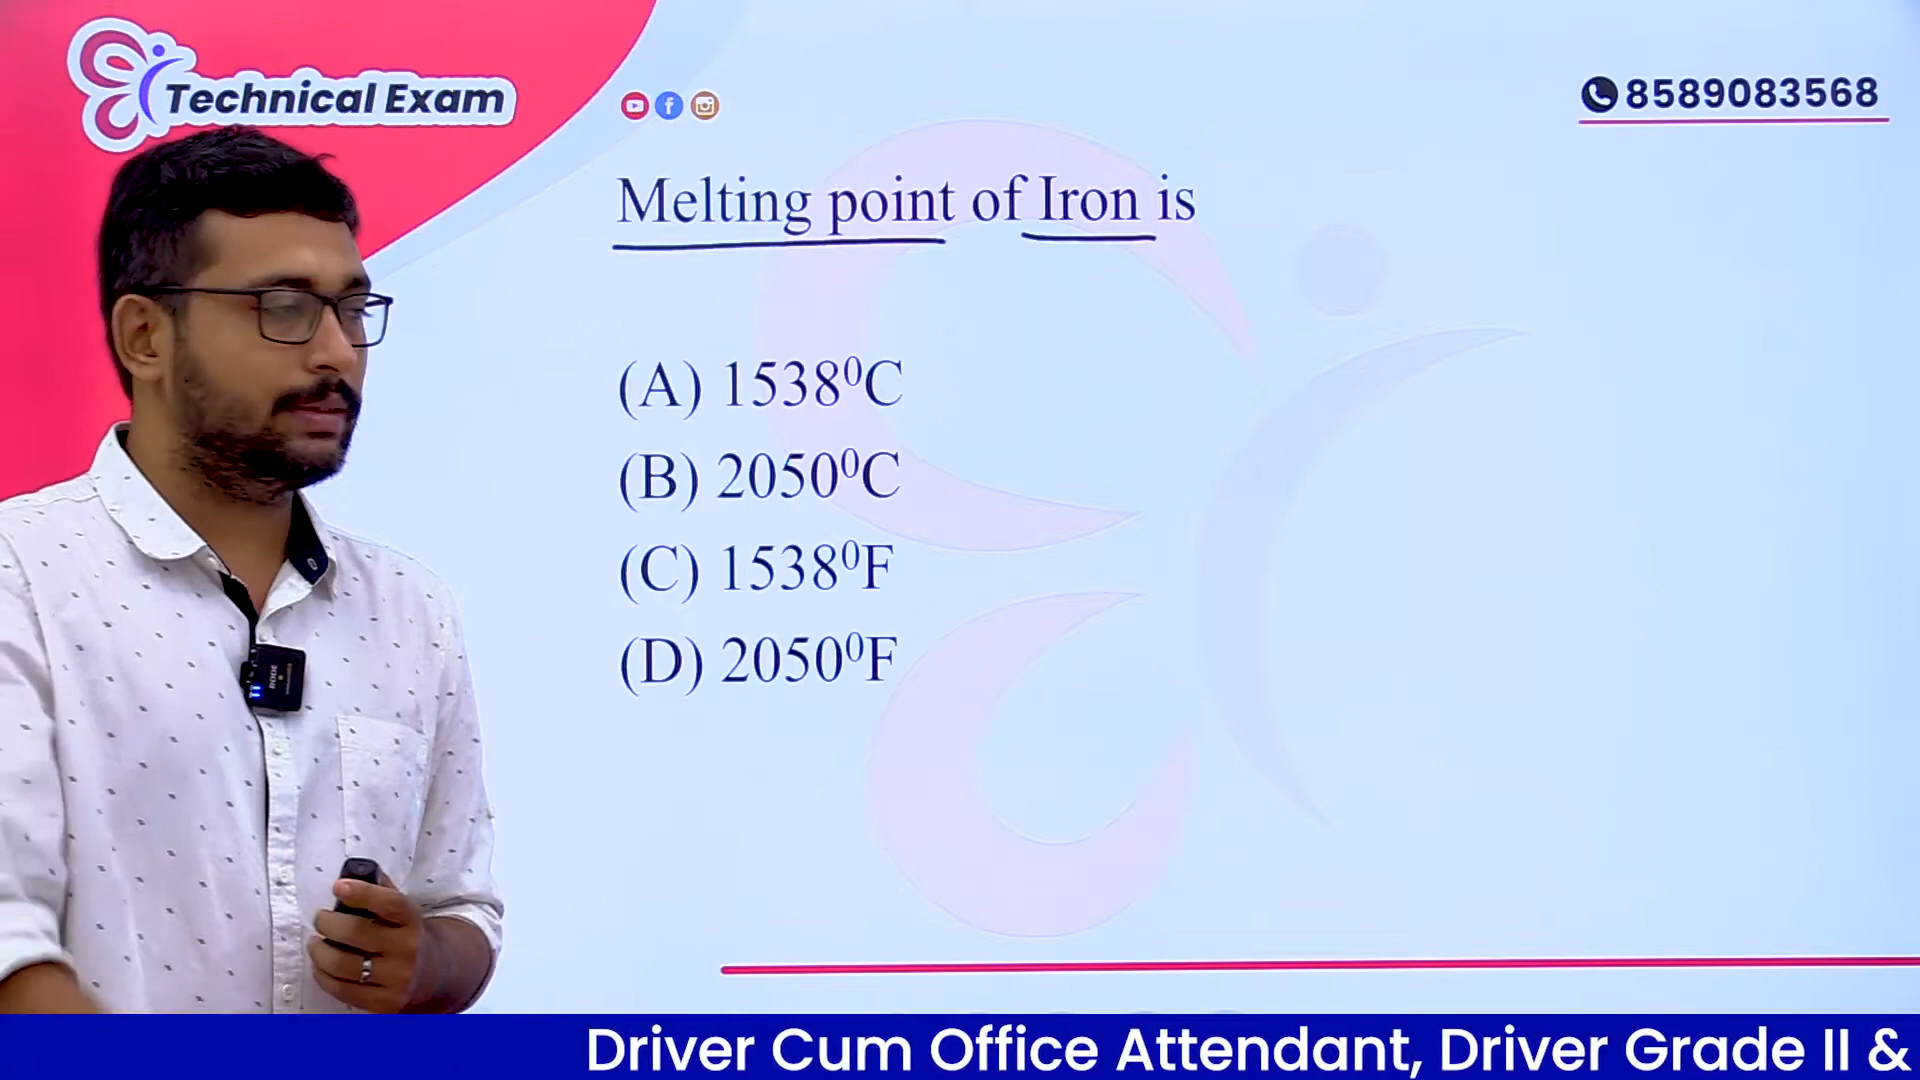 Technical Exam
8589083568
Melting point of Iron is
(A) 1538⁰C
(B) 2050⁰C
(C) 1538⁰F
(D) 2050⁰F
RODE
Driver Cum Office Attendant, Driver Grade II &